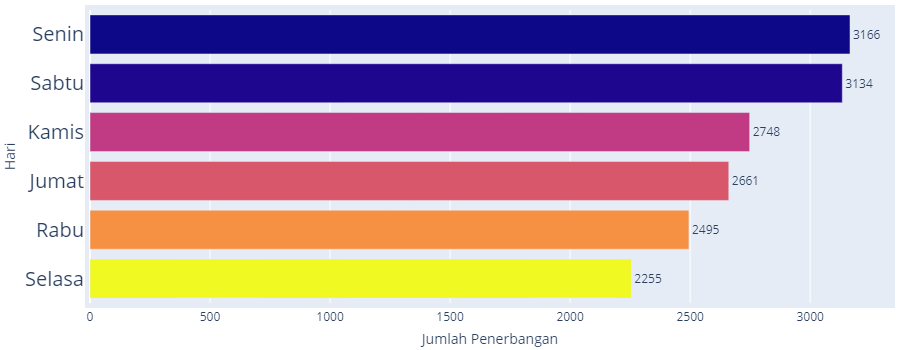 Senin
3166
Sabtu
3134
Kamis
2748
Jumat
2661
Rabu
2495
Selasa
2255
Hari
0 500 1000 1500 2000 2500 3000
Jumlah Penerbangan